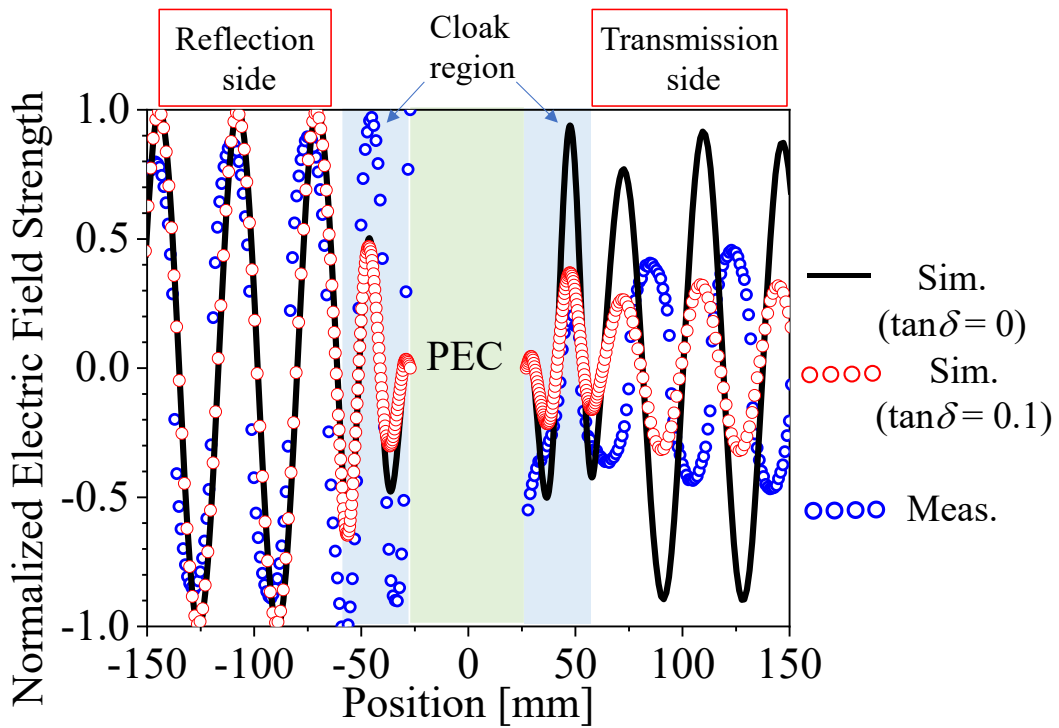 Reflection
side
Cloak
region
Transmission
side
Normalized Electric Field Strength
1.0
0.5
0.0
-0.5
-1.0
PEC
-150
-100
-50
0
50
100
150
Position [mm]
Sim.
(tanδ = 0)
Sim.
(tanδ = 0.1)
Meas.